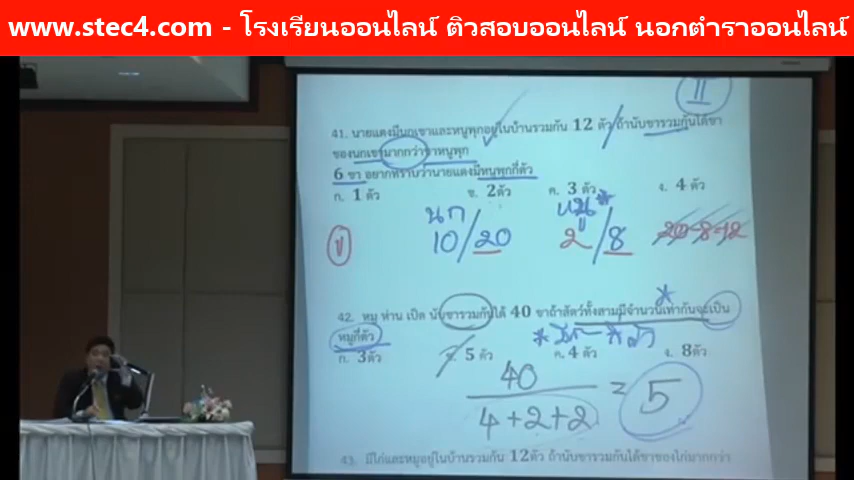 www.stec4.com - โรงเรียนออนไลน์ ติวสอบออนไลน์ นอกตำราออนไลน์
II
41. นายแดงมีนกเขาและหนูพุกอยู่ในบ้านรวมกัน 12 ตัว ถ้านับขารวมกันได้ขา
ของนกเขามากกว่าขาหนูพุก
6 ขา อยากทราบว่านายแดงมีหนูพุกกี่ตัว
ก. 1 ตัว ข. 2 ตัว ค. 3 ตัว ง. 4 ตัว
นก หนู *
ข 10/20 2/8 20-8=12
42. หมู ห่าน เป็ด นับขารวมกันได้ 40 ขาถ้าสัตว์ทั้งสามมีจำนวนเท่ากันจะเป็น
หมูกี่ตัว
ก. 3 ตัว 5 ตัว ค. 4 ตัว ง. 8 ตัว
40
4+2+2 = 5
43. มีไก่และหมูอยู่ในบ้านรวมกัน 12 ตัว ถ้านับขารวมกันได้ขาของไก่มากกว่า